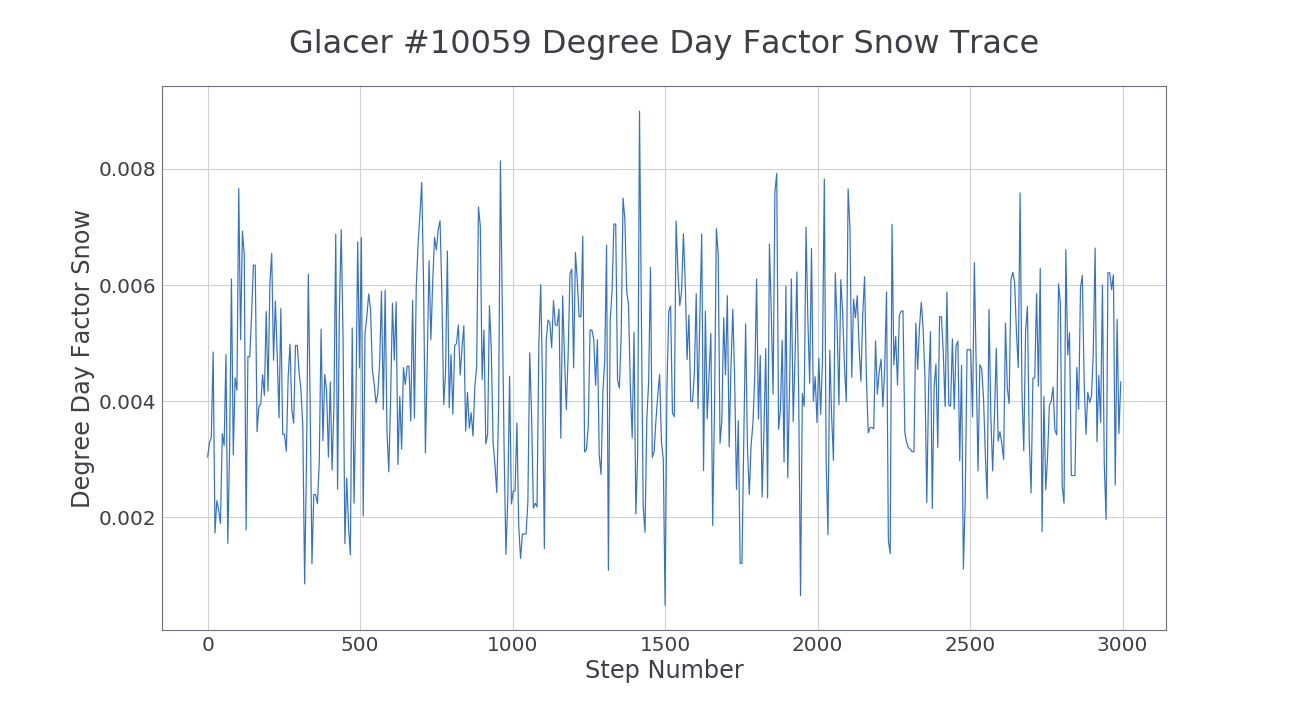 Glacer #10059 Degree Day Factor Snow Trace
Degree Day Factor Snow
0.008
0.006
0.004
0.002
0 500 1000 1500 2000 2500 3000
Step Number